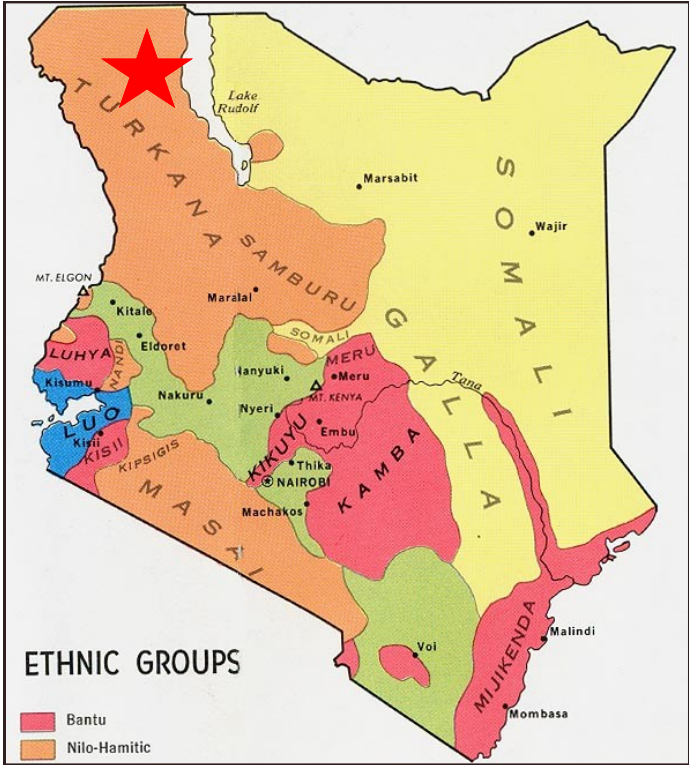 Lake
Rudolf
TURKANA
SOMALI
Marsabit
Wajir
SAMBURU
MT. ELGON
Maralal
Kitale
GALLA
SOMALI
Eldoret
LUHYA
NANDI
MERU
Nanyuki
Meru
Tana
Kisumu
MT. KENYA
Nakuru
Nyeri
LUO
Embu
Kisii
KISII
KIKUYU
KAMBA
KIPSIGIS
Thika
NAIROBI
MASAI
Machakos
MIJIKENDA
Malindi
Voi
ETHNIC GROUPS
Mombasa
Bantu
Nilo-Hamitic